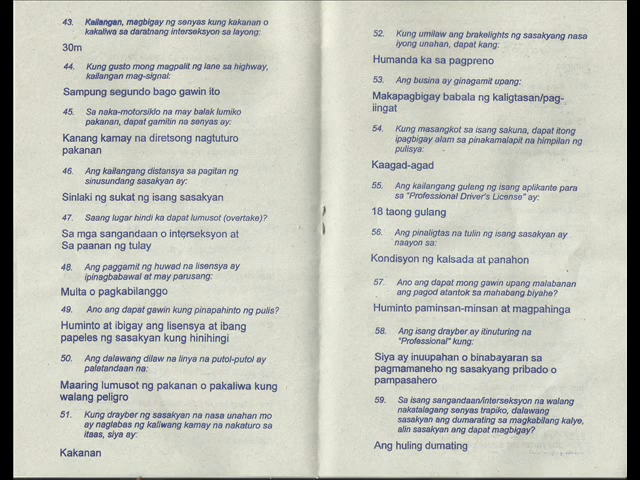 43. Kailangan, magbigay ng senyas kung kakanan o
kakaliwa sa daratnang intersekson sa layong:
30m
44. Kung gusto mong magpalit ng lane sa highway,
kailangan mag-signal:
Sampung segundo bago gawin ito
45. Sa naka-motorsiklo na may balak lumiko
pakanan, dapat gamitin na senyas ay:
Kanang kamay na diretsong nagtuturo
pakanan
46. Ang kailangang distansya sa pagitan ng
sinusundang sasakyan ay:
Sinlaki ng sukat ng isang sasakyan
47. Saang lugar hindi ka dapat lumusot (overtake)?
Sa mga sangandaan o interseksyon at
Sa paanan ng tulay
48. Ang paggamit ng huwad na lisensya ay
ipinagbabawal at may parusang:
Multa o pagkabilanggo
49. Ano ang dapat gawin kung pinapahinto ng pulis?
Huminto at ibigay ang lisensya at ibang
papeles ng sasakyan kung hinihingi
50. Ang dalawang dilaw na linya na putol-putol ay
palatandaan na:
Maaring lumusot ng pakanan o pakaliwa kung
walang peligro
51. Kung drayber ng sasakyan na nasa unahan mo
ay naglabas ng kaliwang kamay na nakaturo sa
itaas, siya ay:
Kakanan
52. Kung umilaw ang brakelights ng sasakyang nasa
iyong unahan, dapat kang:
Humanda ka sa pagpreno
53. Ang busina ay ginagamit upang:
Makapagbigay babala ng kaligtasan/pag-
iingat
54. Kung masangkot sa isang sakuna, dapat itong
ipagbigay alam sa pinakamalapit na himpilan ng
pulisya:
Kaagad-agad
55. Ang kailangang gulang ng isang aplikante para
sa "Professional Driver's License" ay:
18 taong gulang
56. Ang pinaligtas na tulin ng isang sasakyan ay
naayon sa:
Kondisyon ng kalsada at panahon
57. Ano ang dapat mong gawin upang malabanan
ang pagod atantok sa mahabang biyahe?
Huminto paminsan-minsan at magpahinga
58. Ang isang drayber ay itinuturing na
"Professional" kung:
Siya ay inuupahan o binabayaran sa
pagmamaneho ng sasakyang pribado o
pampasahero
59. Sa isang sangandaan/interseksyon na walang
nakatalagang senyas trapiko, dalawang
sasakyan ang dumarating sa magkabilang kalye,
alin sasakyan ang dapat magbigay?
Ang huling dumating